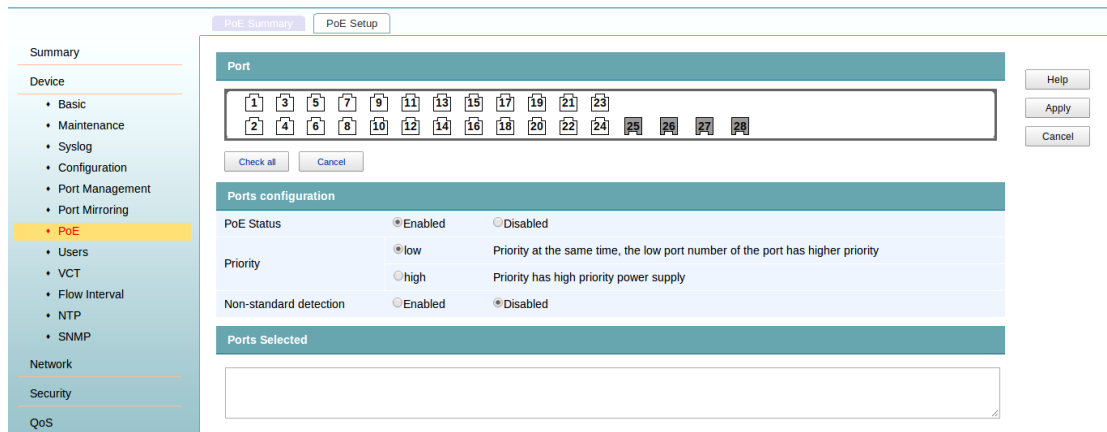 PoE Summary PoE Setup
Summary
Device
Basic
Maintenance
Syslog
Configuration
Port Management
Port Mirroring
PoE
Users
VCT
Flow Interval
NTP
SNMP
Network
Security
QoS
Port
1 3 5 7 9 11 13 15 17 19 21 23
2 4 6 8 10 12 14 16 18 20 22 24 25 26 27 28
Check all Cancel
Ports configuration
PoE Status Enabled Disabled
Priority
low Priority at the same time, the low port number of the port has higher priority
high Priority has high priority power supply
Non-standard detection Enabled Disabled
Ports Selected
Help
Apply
Cancel